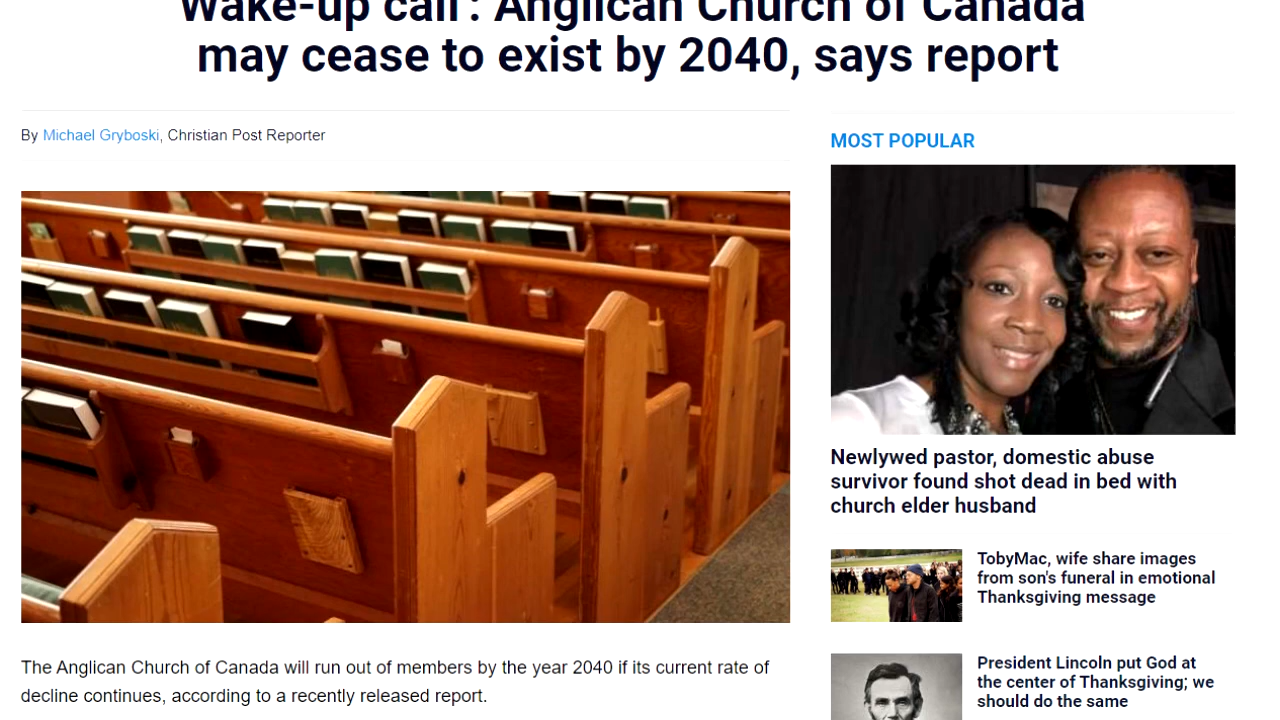 Wake-up call': Anglican Church of Canada
may cease to exist by 2040, says report
By Michael Gryboski, Christian Post Reporter
The Anglican Church of Canada will run out of members by the year 2040 if its current rate of
decline continues, according to a recently released report.
MOST POPULAR
Newlywed pastor, domestic abuse
survivor found shot dead in bed with
church elder husband
TobyMac, wife share images
from son's funeral in emotional
Thanksgiving message
President Lincoln put God at
the center of Thanksgiving; we
should do the same